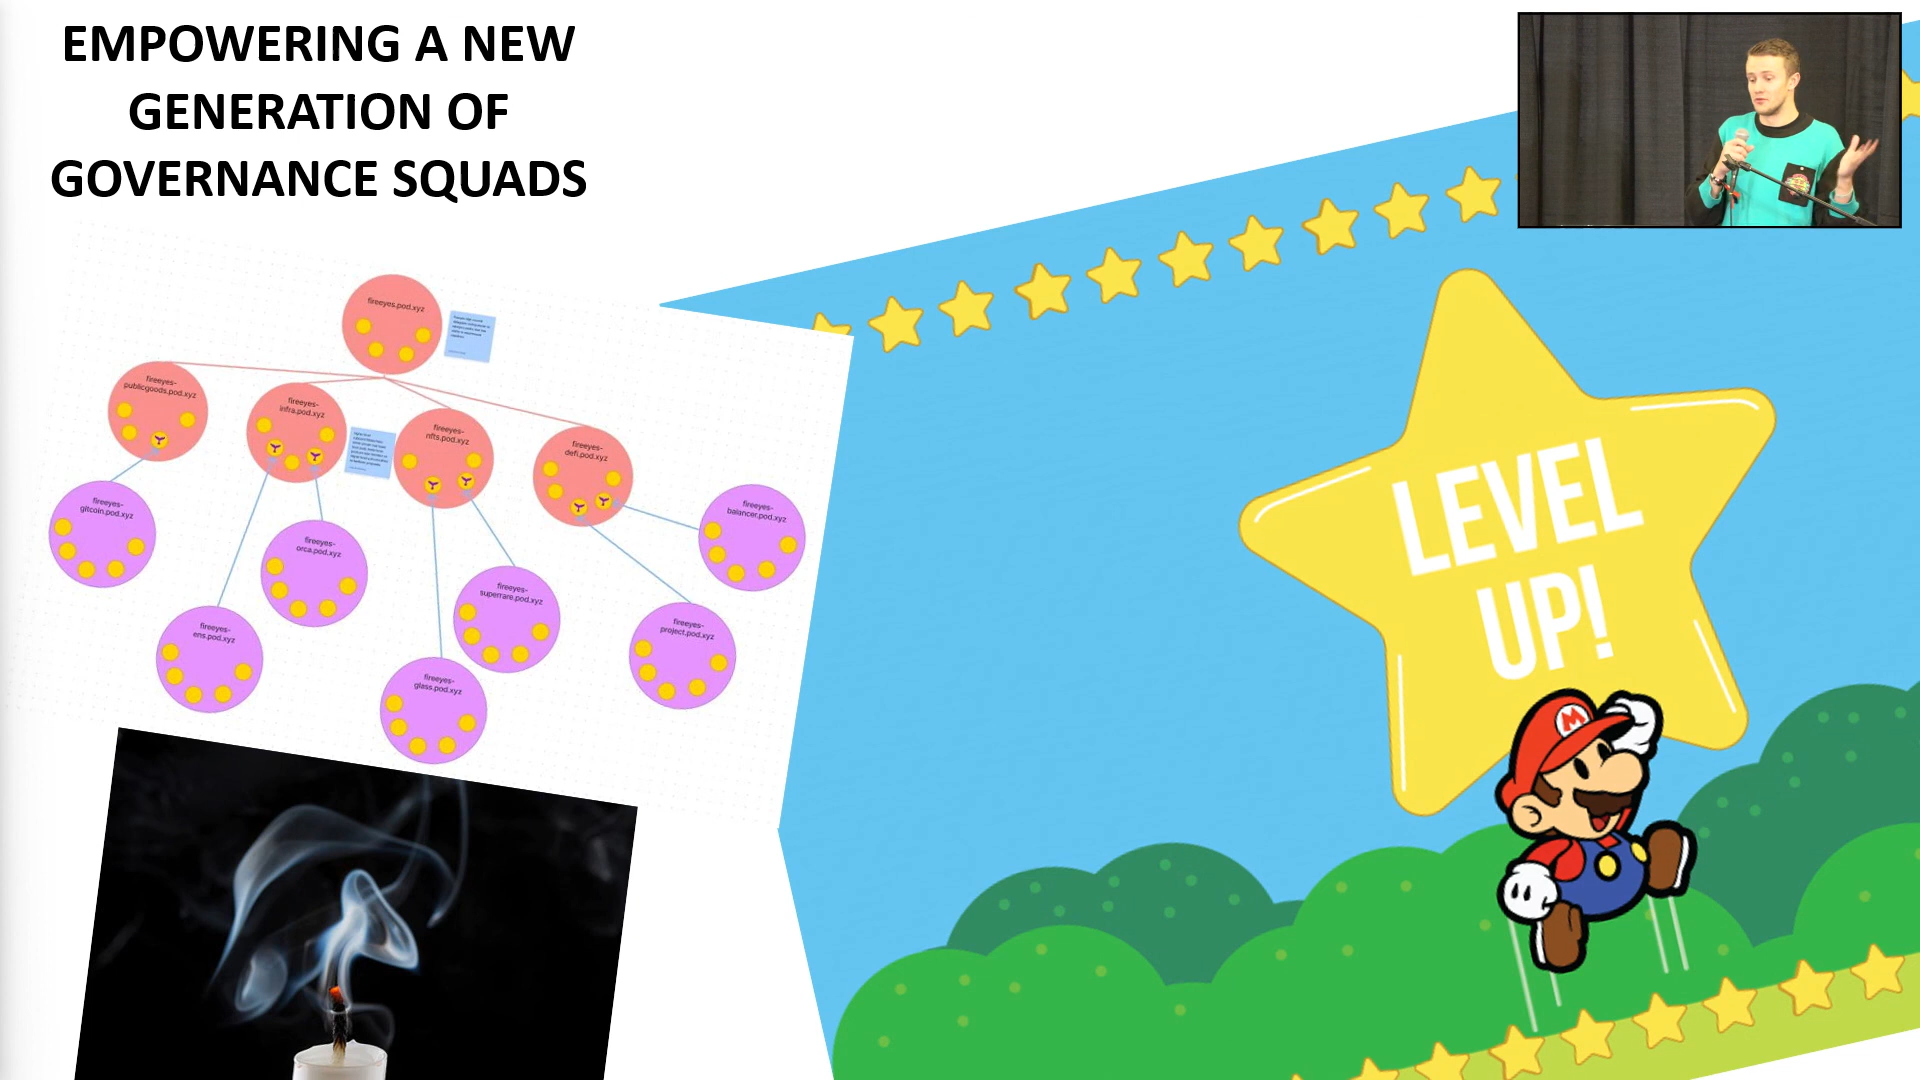 EMPOWERING A NEW
GENERATION OF
GOVERNANCE SQUADS
fireeyes.pod.xyz
fireeyes-
publicgoods.pod.xyz
fireeyes-
infra.pod.xyz
fireeyes-
nfts.pod.xyz
fireeyes-
defi.pod.xyz
fireeyes-
gitcoin.pod.xyz
fireeyes-
orca.pod.xyz
fireeyes-
ens.pod.xyz
fireeyes-
superrare.pod.xyz
fireeyes-
glass.pod.xyz
fireeyes-
project.pod.xyz
fireeyes-
balancer.pod.xyz
LEVEL
UP!
M